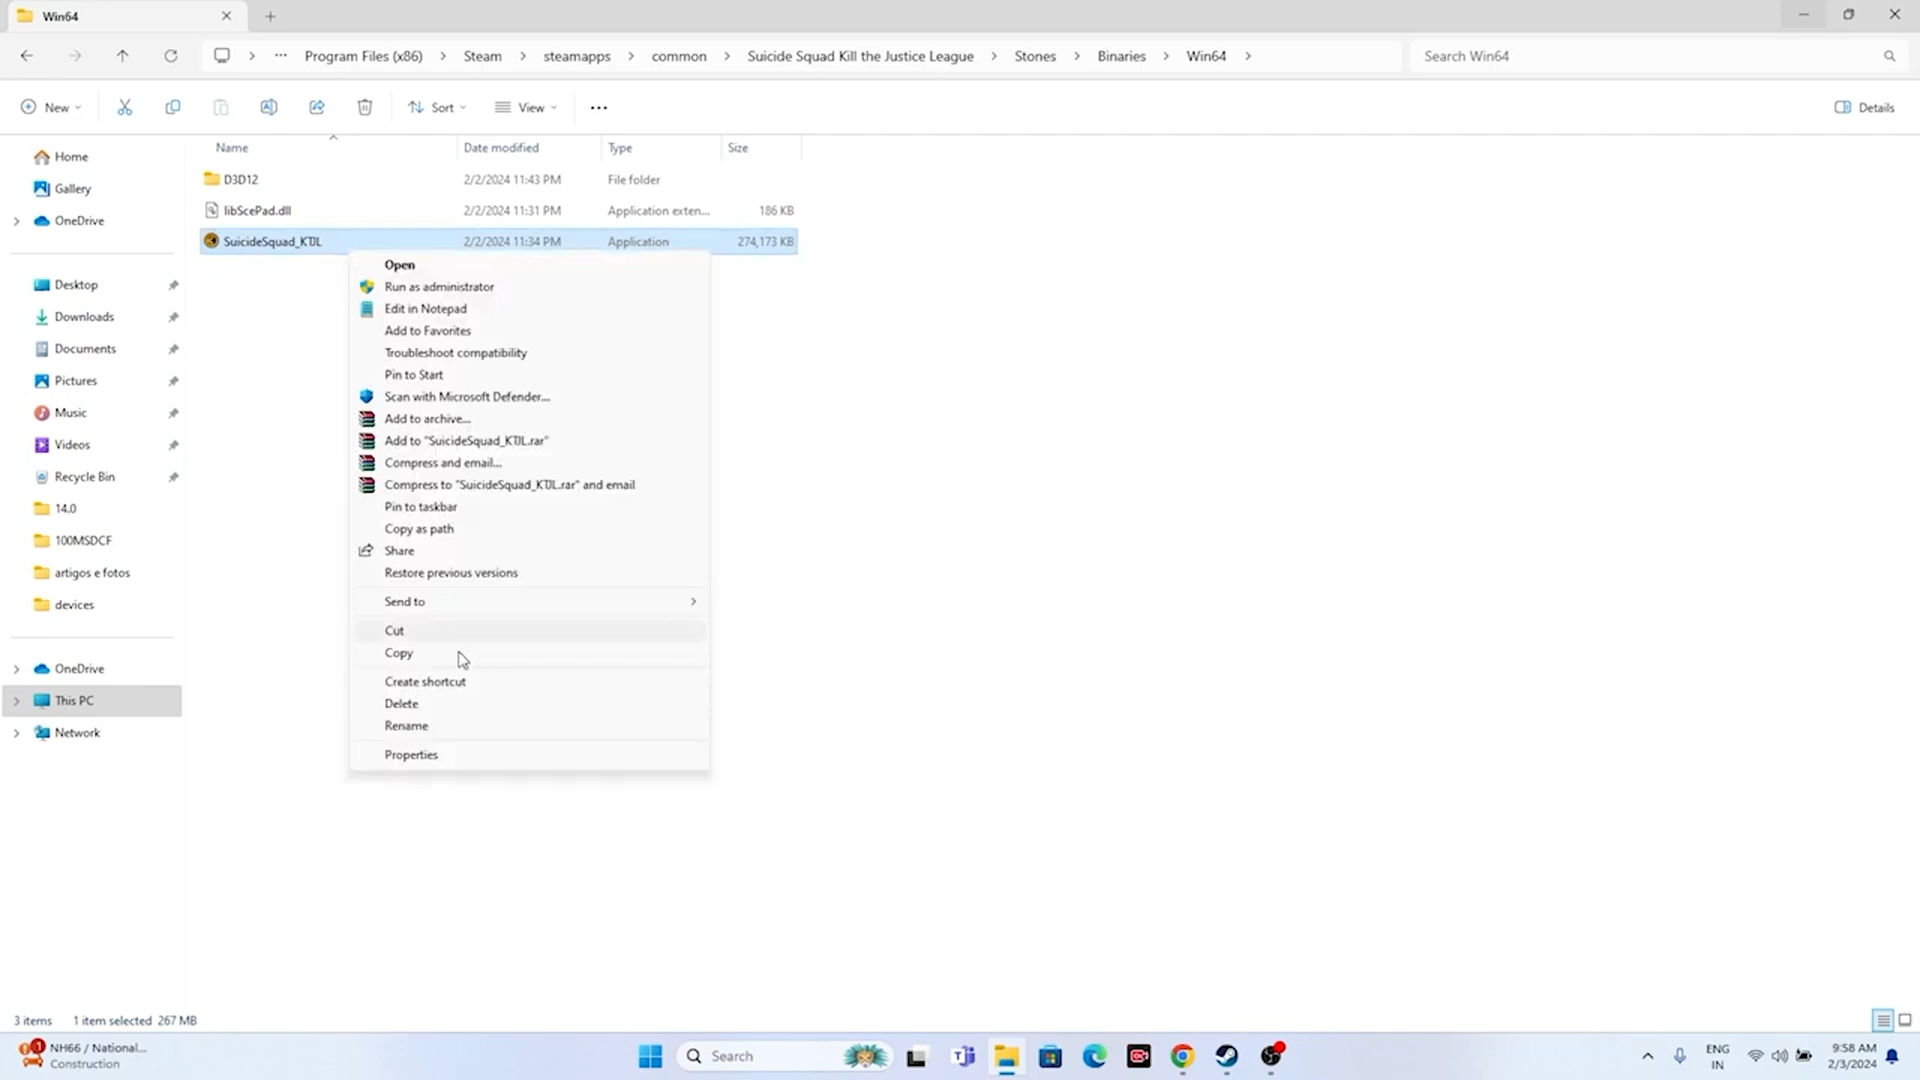 Win64
Program Files (x86) > Steam > steamapps > common > Suicide Squad Kill the Justice League > Stones > Binaries > Win64 >
Search Win64
New
Sort
View
Details
Name Date modified Type Size
D3D12 2/2/2024 11:43 PM File folder
libScePad.dll 2/2/2024 11:31 PM Application exten... 186 KB
SuicideSquad_KTJL 2/2/2024 11:34 PM Application 274,173 KB
Home
Gallery
OneDrive
Desktop
Downloads
Documents
Pictures
Music
Videos
Recycle Bin
14.0
100MSDCF
artigos e fotos
devices
OneDrive
This PC
Network
Open
Run as administrator
Edit in Notepad
Add to Favorites
Troubleshoot compatibility
Pin to Start
Scan with Microsoft Defender...
Add to archive...
Add to "SuicideSquad_KTJL.rar"
Compress and email...
Compress to "SuicideSquad_KTJL.rar" and email
Pin to taskbar
Copy as path
Share
Restore previous versions
Send to
Cut
Copy
Create shortcut
Delete
Rename
Properties
3 items 1 item selected 267 MB
1
NH66 / National...
Construction
Search
ENG
IN
9:58 AM
2/3/2024